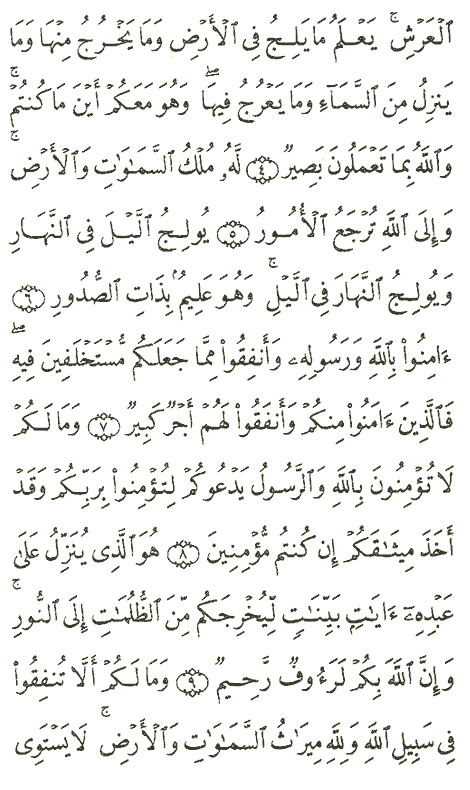 ٱلْعَرْشِ ۚ يَعْلَمُ مَا يَلِجُ فِى ٱلْأَرْضِ وَمَا يَخْرُجُ مِنْهَا وَمَا
يَنزِلُ مِنَ ٱلسَّمَآءِ وَمَا يَعْرُجُ فِيهَا ۖ وَهُوَ مَعَكُمْ أَيْنَ مَا كُنتُمْ ۚ
وَٱللَّهُ بِمَا تَعْمَلُونَ بَصِيرٌ ﴿٤﴾ لَّهُۥ مُلْكُ ٱلسَّمَٰوَٰتِ وَٱلْأَرْضِ ۚ
وَإِلَى ٱللَّهِ تُرْجَعُ ٱلْأُمُورُ ﴿٥﴾ يُولِجُ ٱلَّيْلَ فِى ٱلنَّهَارِ
وَيُولِجُ ٱلنَّهَارَ فِى ٱلَّيْلِ ۚ وَهُوَ عَلِيمٌۢ بِذَاتِ ٱلصُّدُورِ ﴿٦﴾
ءَامِنُوا۟ بِٱللَّهِ وَرَسُولِهِۦ وَأَنفِقُوا۟ مِمَّا جَعَلَكُم مُّسْتَخْلَفِينَ فِيهِ ۖ
فَٱلَّذِينَ ءَامَنُوا۟ مِنكُمْ وَأَنفَقُوا۟ لَهُمْ أَجْرٌ كَبِيرٌ ﴿٧﴾ وَمَا لَكُمْ
لَا تُؤْمِنُونَ بِٱللَّهِ وَٱلرَّسُولُ يَدْعُوكُمْ لِتُؤْمِنُوا۟ بِرَبِّكُمْ وَقَدْ
أَخَذَ مِيثَٰقَكُمْ إِن كُنتُم مُّؤْمِنِينَ ﴿٨﴾ هُوَ ٱلَّذِى يُنَزِّلُ عَلَىٰ
عَبْدِهِۦٓ ءَايَٰتٍۭ بَيِّنَٰتٍ لِّيُخْرِجَكُم مِّنَ ٱلظُّلُمَٰتِ إِلَى ٱلنُّورِ ۚ
وَإِنَّ ٱللَّهَ بِكُمْ لَرَءُوفٌ رَّحِيمٌ ﴿٩﴾ وَمَا لَكُمْ أَلَّا تُنفِقُوا۟
فِى سَبِيلِ ٱللَّهِ وَلِلَّهِ مِيرَٰثُ ٱلسَّمَٰوَٰتِ وَٱلْأَرْضِ ۚ لَا يَسْتَوِى